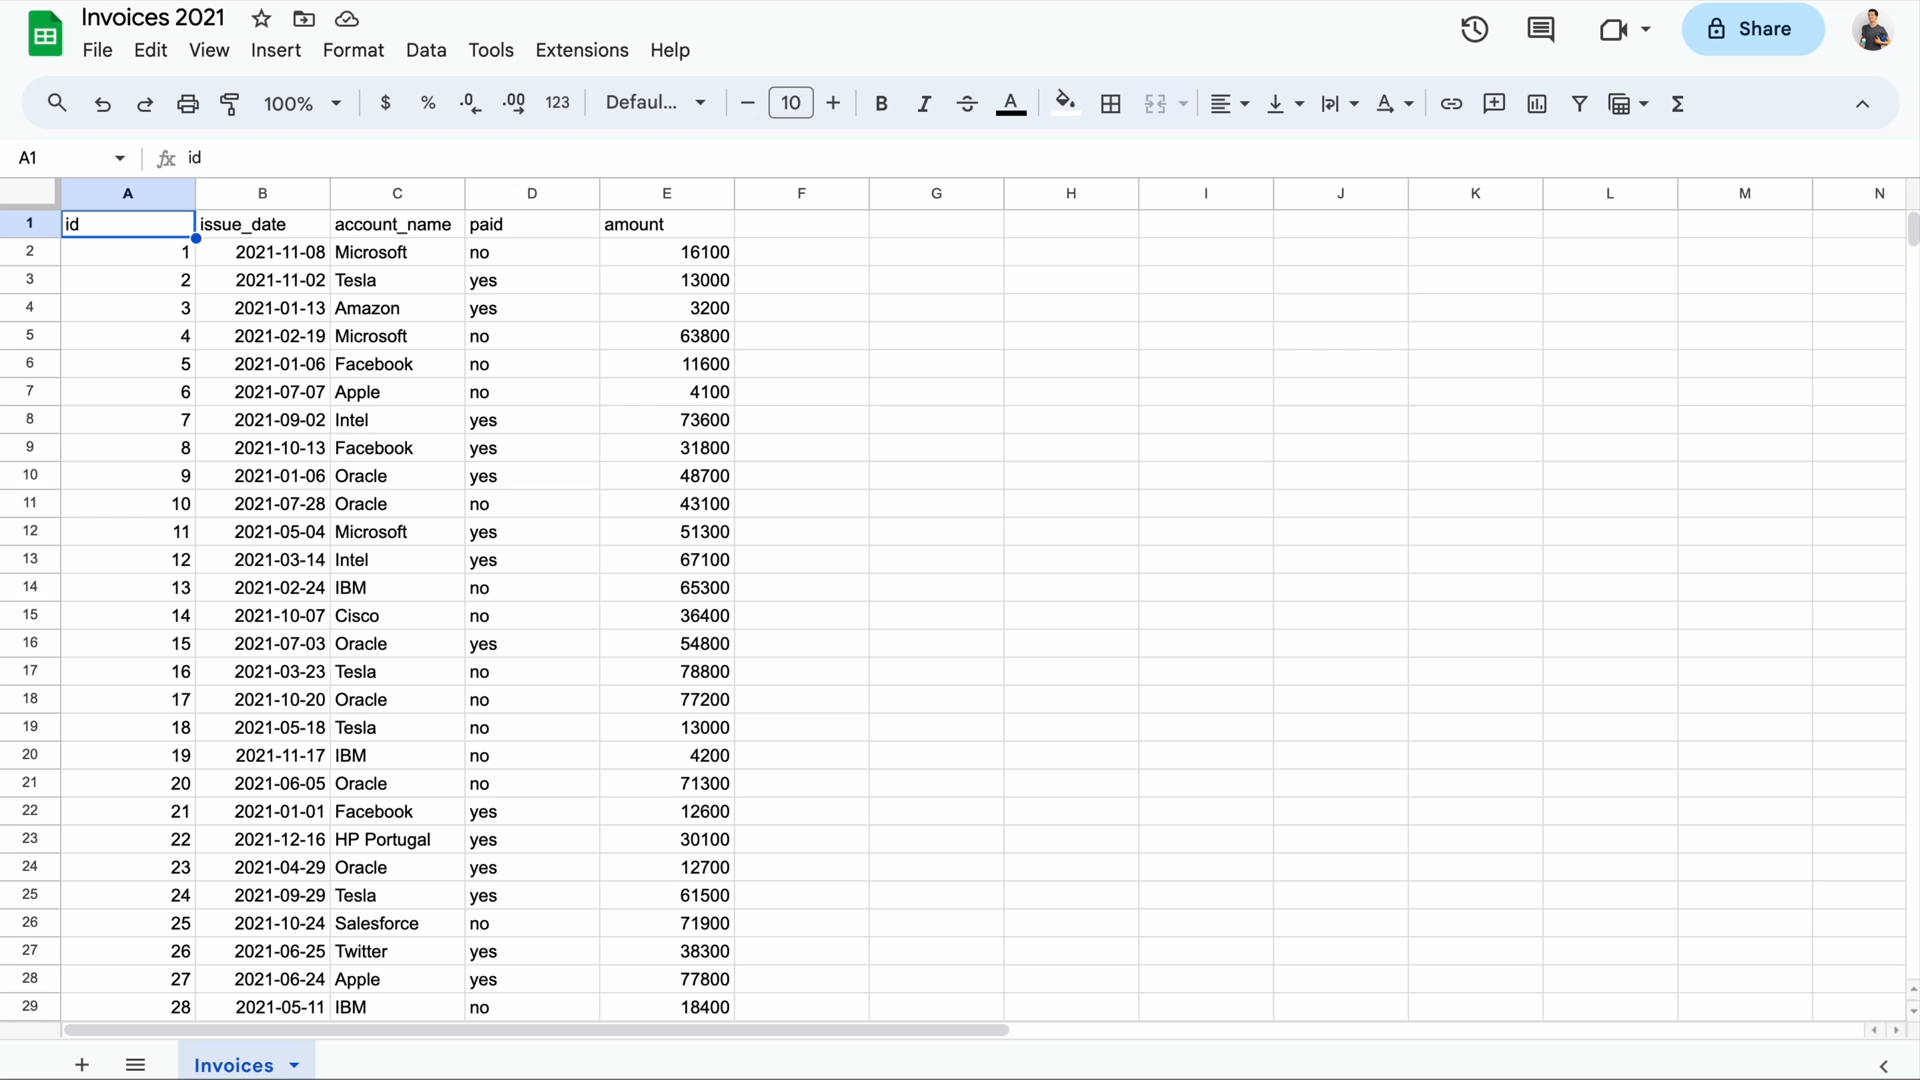 Invoices 2021
File Edit View Insert Format Data Tools Extensions Help
Share
100% $ % .0 .00 123 Defaul... 10 B I A
A1 fx id
A B C D E F G H I J K L M N
1 id issue_date account_name paid amount
2 1 2021-11-08 Microsoft no 16100
3 2 2021-11-02 Tesla yes 13000
4 3 2021-01-13 Amazon yes 3200
5 4 2021-02-19 Microsoft no 63800
6 5 2021-01-06 Facebook no 11600
7 6 2021-07-07 Apple no 4100
8 7 2021-09-02 Intel yes 73600
9 8 2021-10-13 Facebook yes 31800
10 9 2021-01-06 Oracle yes 48700
11 10 2021-07-28 Oracle no 43100
12 11 2021-05-04 Microsoft yes 51300
13 12 2021-03-14 Intel yes 67100
14 13 2021-02-24 IBM no 65300
15 14 2021-10-07 Cisco no 36400
16 15 2021-07-03 Oracle yes 54800
17 16 2021-03-23 Tesla no 78800
18 17 2021-10-20 Oracle no 77200
19 18 2021-05-18 Tesla no 13000
20 19 2021-11-17 IBM no 4200
21 20 2021-06-05 Oracle no 71300
22 21 2021-01-01 Facebook yes 12600
23 22 2021-12-16 HP Portugal yes 30100
24 23 2021-04-29 Oracle yes 12700
25 24 2021-09-29 Tesla yes 61500
26 25 2021-10-24 Salesforce no 71900
27 26 2021-06-25 Twitter yes 38300
28 27 2021-06-24 Apple yes 77800
29 28 2021-05-11 IBM no 18400
Invoices